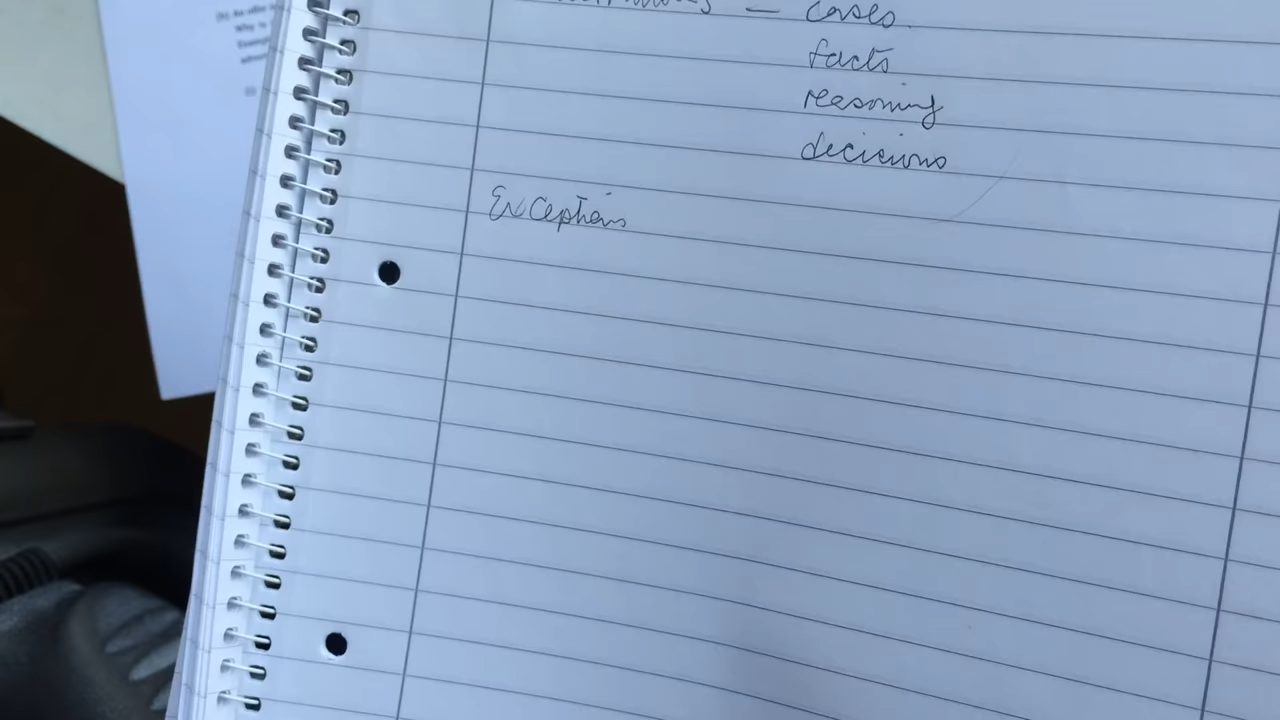 — cases.
facts
reasoning
decisions
Exceptions